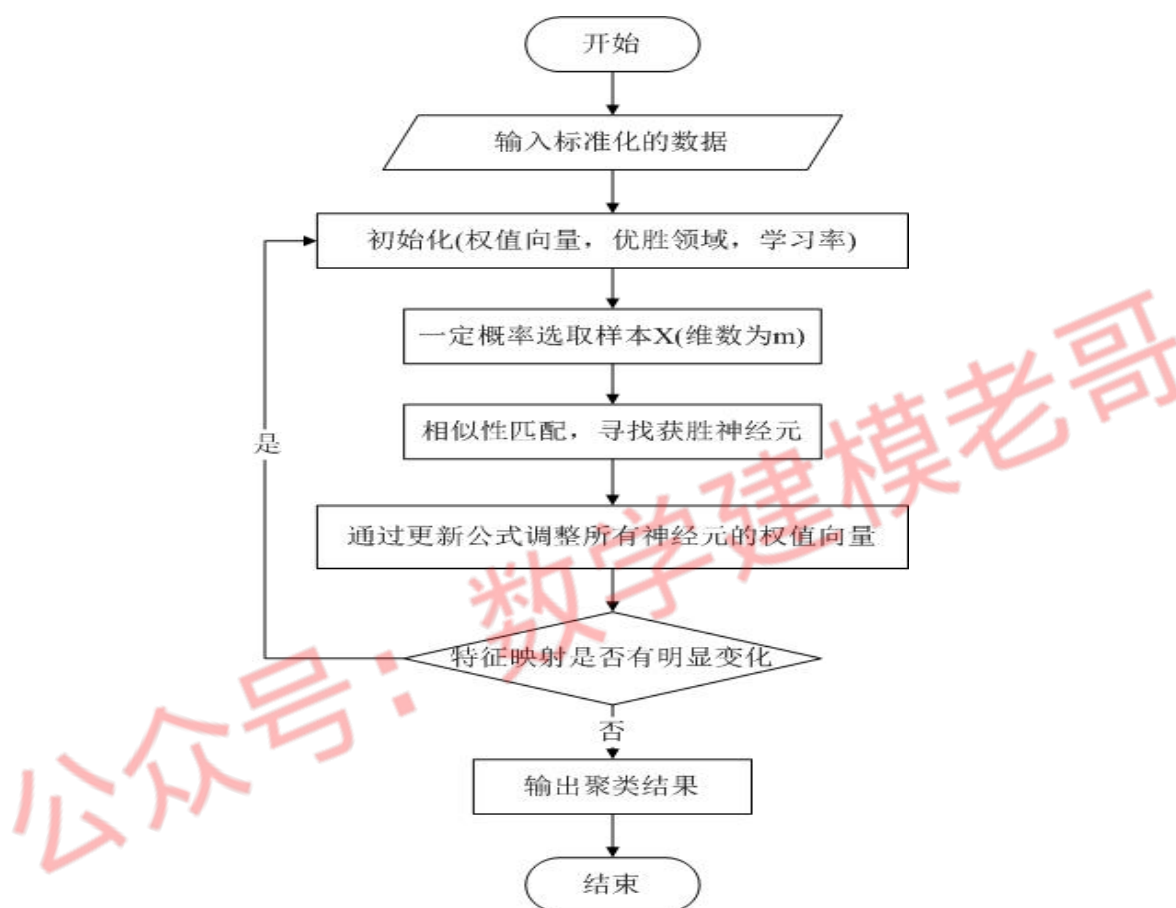 开始
输入标准化的数据
初始化(权值向量，优胜领域，学习率)
一定概率选取样本X(维数为m)
相似性匹配，寻找获胜神经元
是
通过更新公式调整所有神经元的权值向量
特征映射是否有明显变化
否
输出聚类结果
结束
公众号：数学建模老哥